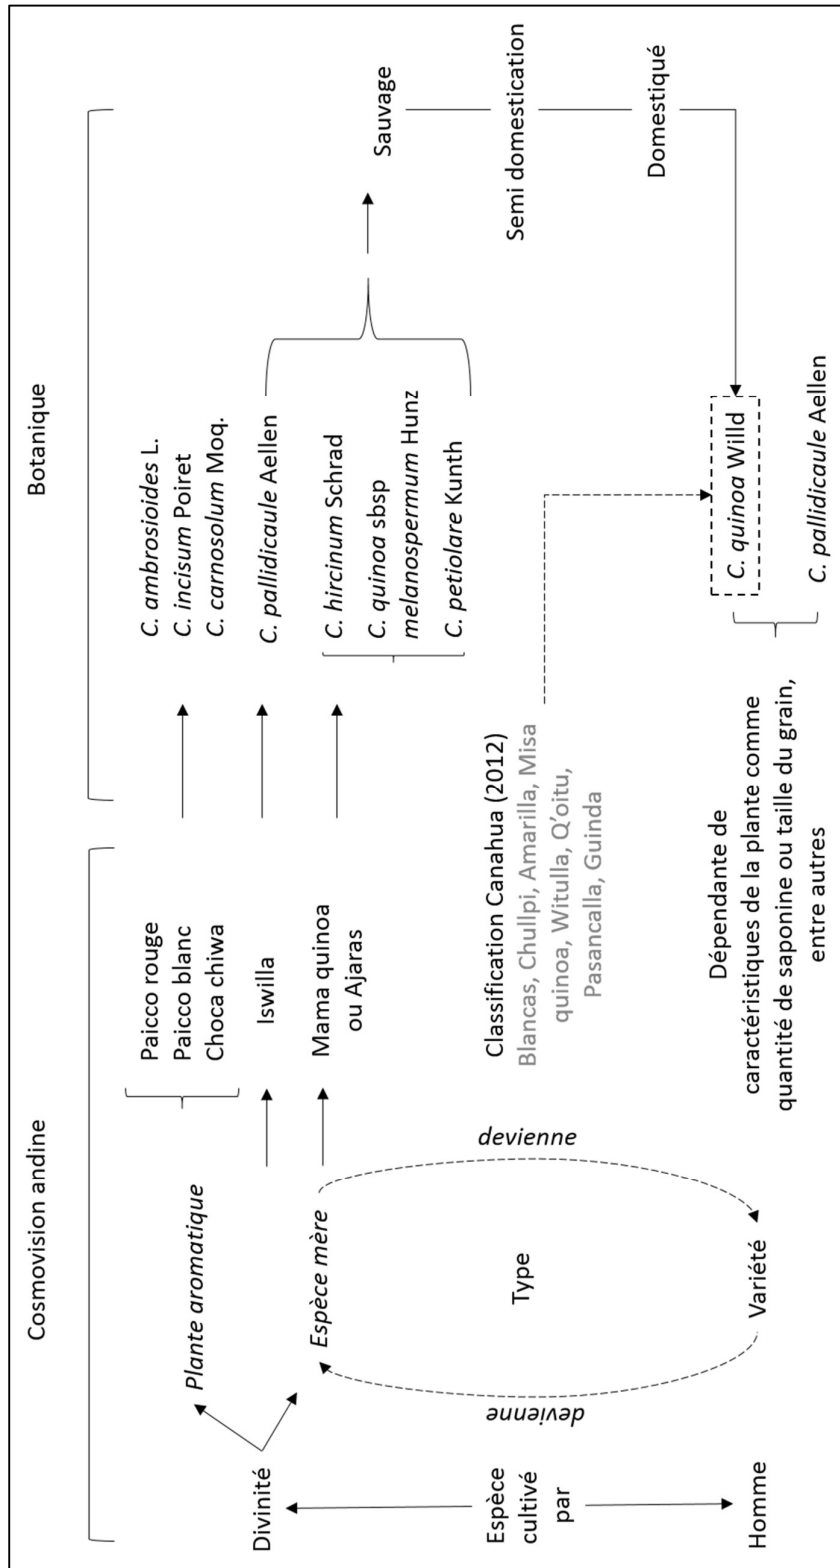 Cosmovision andine
Botanique
Divinité
Espèce
cultivé
par
Homme
Plante aromatique
Espèce mère
devienne
Type
devienne
Variété
Paicco rouge
Paicco blanc
Choca chiwa
Iswilla
Mama quinoa
ou Ajaras
C. ambrosioides L.
C. incisum Poiret
C. carnosolum Moq.
C. pallidicaule Aellen
C. hircinum Schrad
C. quinoa sbsp
melanospermum Hunz
C. petiolare Kunth
Sauvage
Semi domestication
Domestiqué
Classification Canahua (2012)
Blancas, Chullpi, Amarilla, Misa
quinoa, Witulla, Q’oitu,
Pasancalla, Guinda
Dépendante de
caractéristiques de la plante comme
quantité de saponine ou taille du grain,
entre autres
C. quinoa Willd
C. pallidicaule Aellen